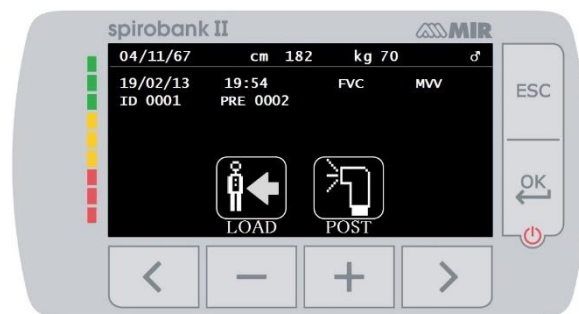 spirobank II MIR
04/11/67 cm 182 kg 70 ♂
19/02/13 19:54 FVC MVV
ID 0001 PRE 0002
ESC
OK
LOAD POST
< − + >